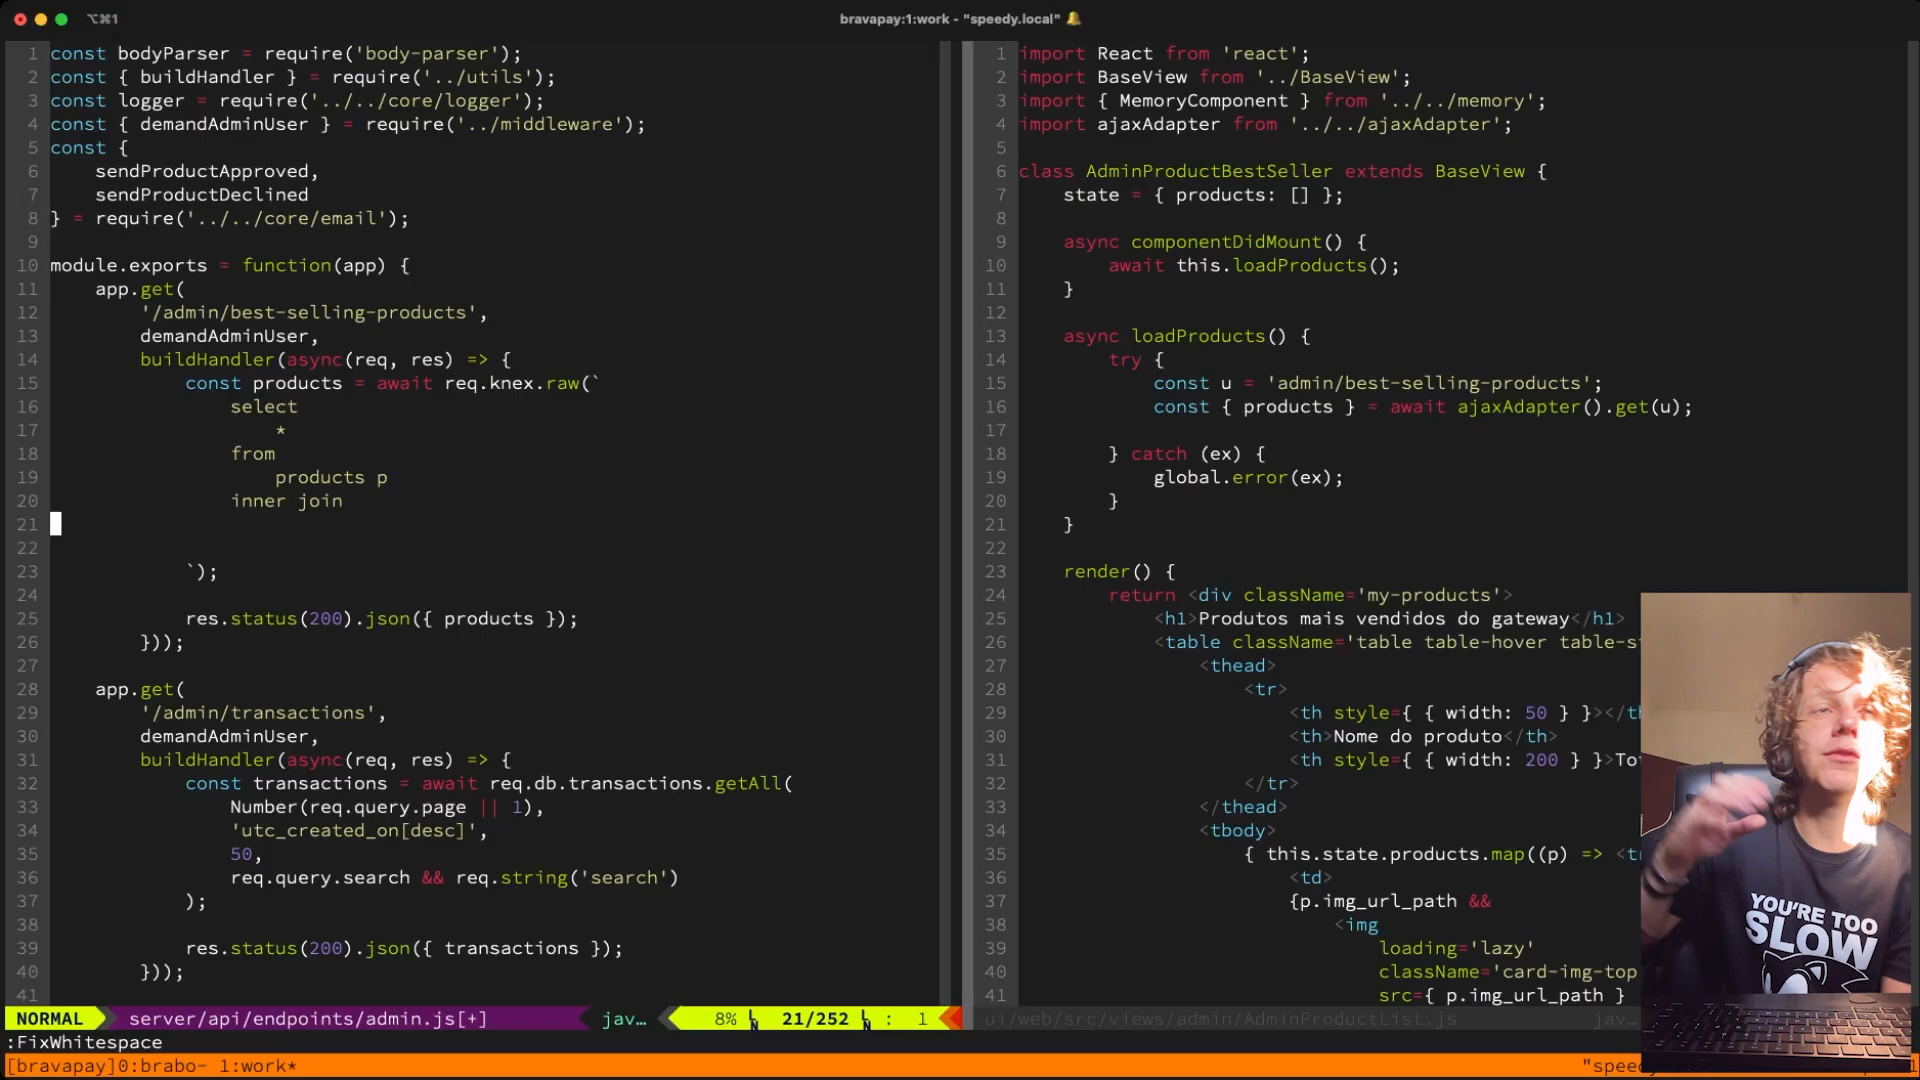 ⌥⌘1
bravapay:1:work - "speedy.local" 🔔
1 const bodyParser = require('body-parser');
2 const { buildHandler } = require('../utils');
3 const logger = require('../../core/logger');
4 const { demandAdminUser } = require('../middleware');
5 const {
6 sendProductApproved,
7 sendProductDeclined
8 } = require('../../core/email');
9
10 module.exports = function(app) {
11 app.get(
12 '/admin/best-selling-products',
13 demandAdminUser,
14 buildHandler(async(req, res) => {
15 const products = await req.knex.raw(`
16 select
17 *
18 from
19 products p
20 inner join
21
22
23 `);
24
25 res.status(200).json({ products });
26 }));
27
28 app.get(
29 '/admin/transactions',
30 demandAdminUser,
31 buildHandler(async(req, res) => {
32 const transactions = await req.db.transactions.getAll(
33 Number(req.query.page || 1),
34 'utc_created_on[desc]',
35 50,
36 req.query.search && req.string('search')
37 );
38
39 res.status(200).json({ transactions });
40 }));
41
1 import React from 'react';
2 import BaseView from '../BaseView';
3 import { MemoryComponent } from '../../memory';
4 import ajaxAdapter from '../../ajaxAdapter';
5
6 class AdminProductBestSeller extends BaseView {
7 state = { products: [] };
8
9 async componentDidMount() {
10 await this.loadProducts();
11 }
12
13 async loadProducts() {
14 try {
15 const u = 'admin/best-selling-products';
16 const { products } = await ajaxAdapter().get(u);
17
18 } catch (ex) {
19 global.error(ex);
20 }
21 }
22
23 render() {
24 return <div className='my-products'>
25 <h1>Produtos mais vendidos do gateway</h1>
26 <table className='table table-hover table-s
27 <thead>
28 <tr>
29 <th style={ { width: 50 } }></th
30 <th>Nome do produto</th>
31 <th style={ { width: 200 } }>To
32 </tr>
33 </thead>
34 <tbody>
35 { this.state.products.map((p) => <t
36 <td>
37 {p.img_url_path &&
38 <img
39 loading='lazy'
40 className='card-img-top
41 src={ p.img_url_path }
YOU'RE TOO
SLOW
NORMAL server/api/endpoints/admin.js[+] jav… 8% 21/252 : 1
ui/web/src/views/admin/AdminProductList.js jav…
:FixWhitespace
[bravapay]0:brabo- 1:work* "speed